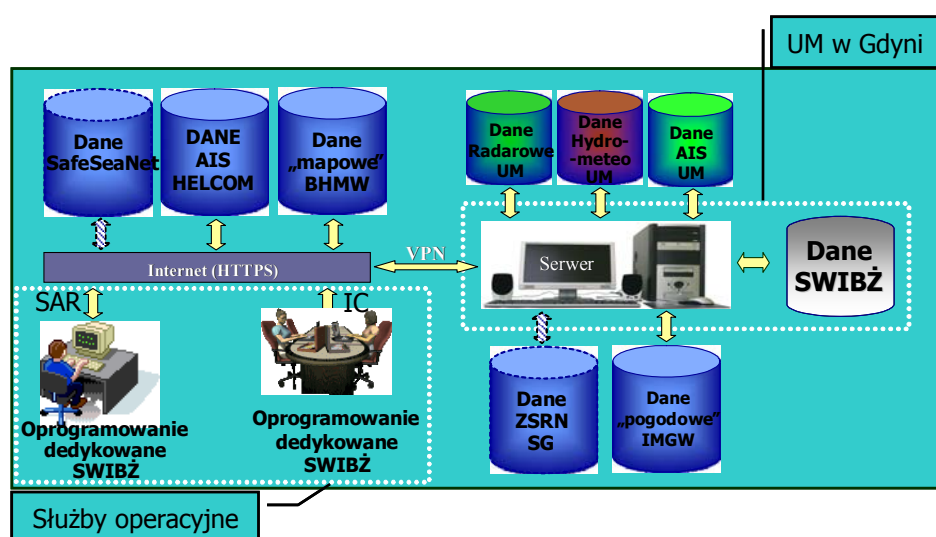 UM w Gdyni
Dane
SafeSeaNet
DANE
AIS
HELCOM
Dane
„mapowe”
BHMW
Dane
Radarowe
UM
Dane
Hydro-
-meteo
UM
Dane
AIS
UM
Internet (HTTPS)
VPN
Serwer
Dane
SWIBŻ
SAR
IC
Oprogramowanie
dedykowane
SWIBŻ
Oprogramowanie
dedykowane
SWIBŻ
Dane
ZSRN
SG
Dane
„pogodowe”
IMGW
Służby operacyjne